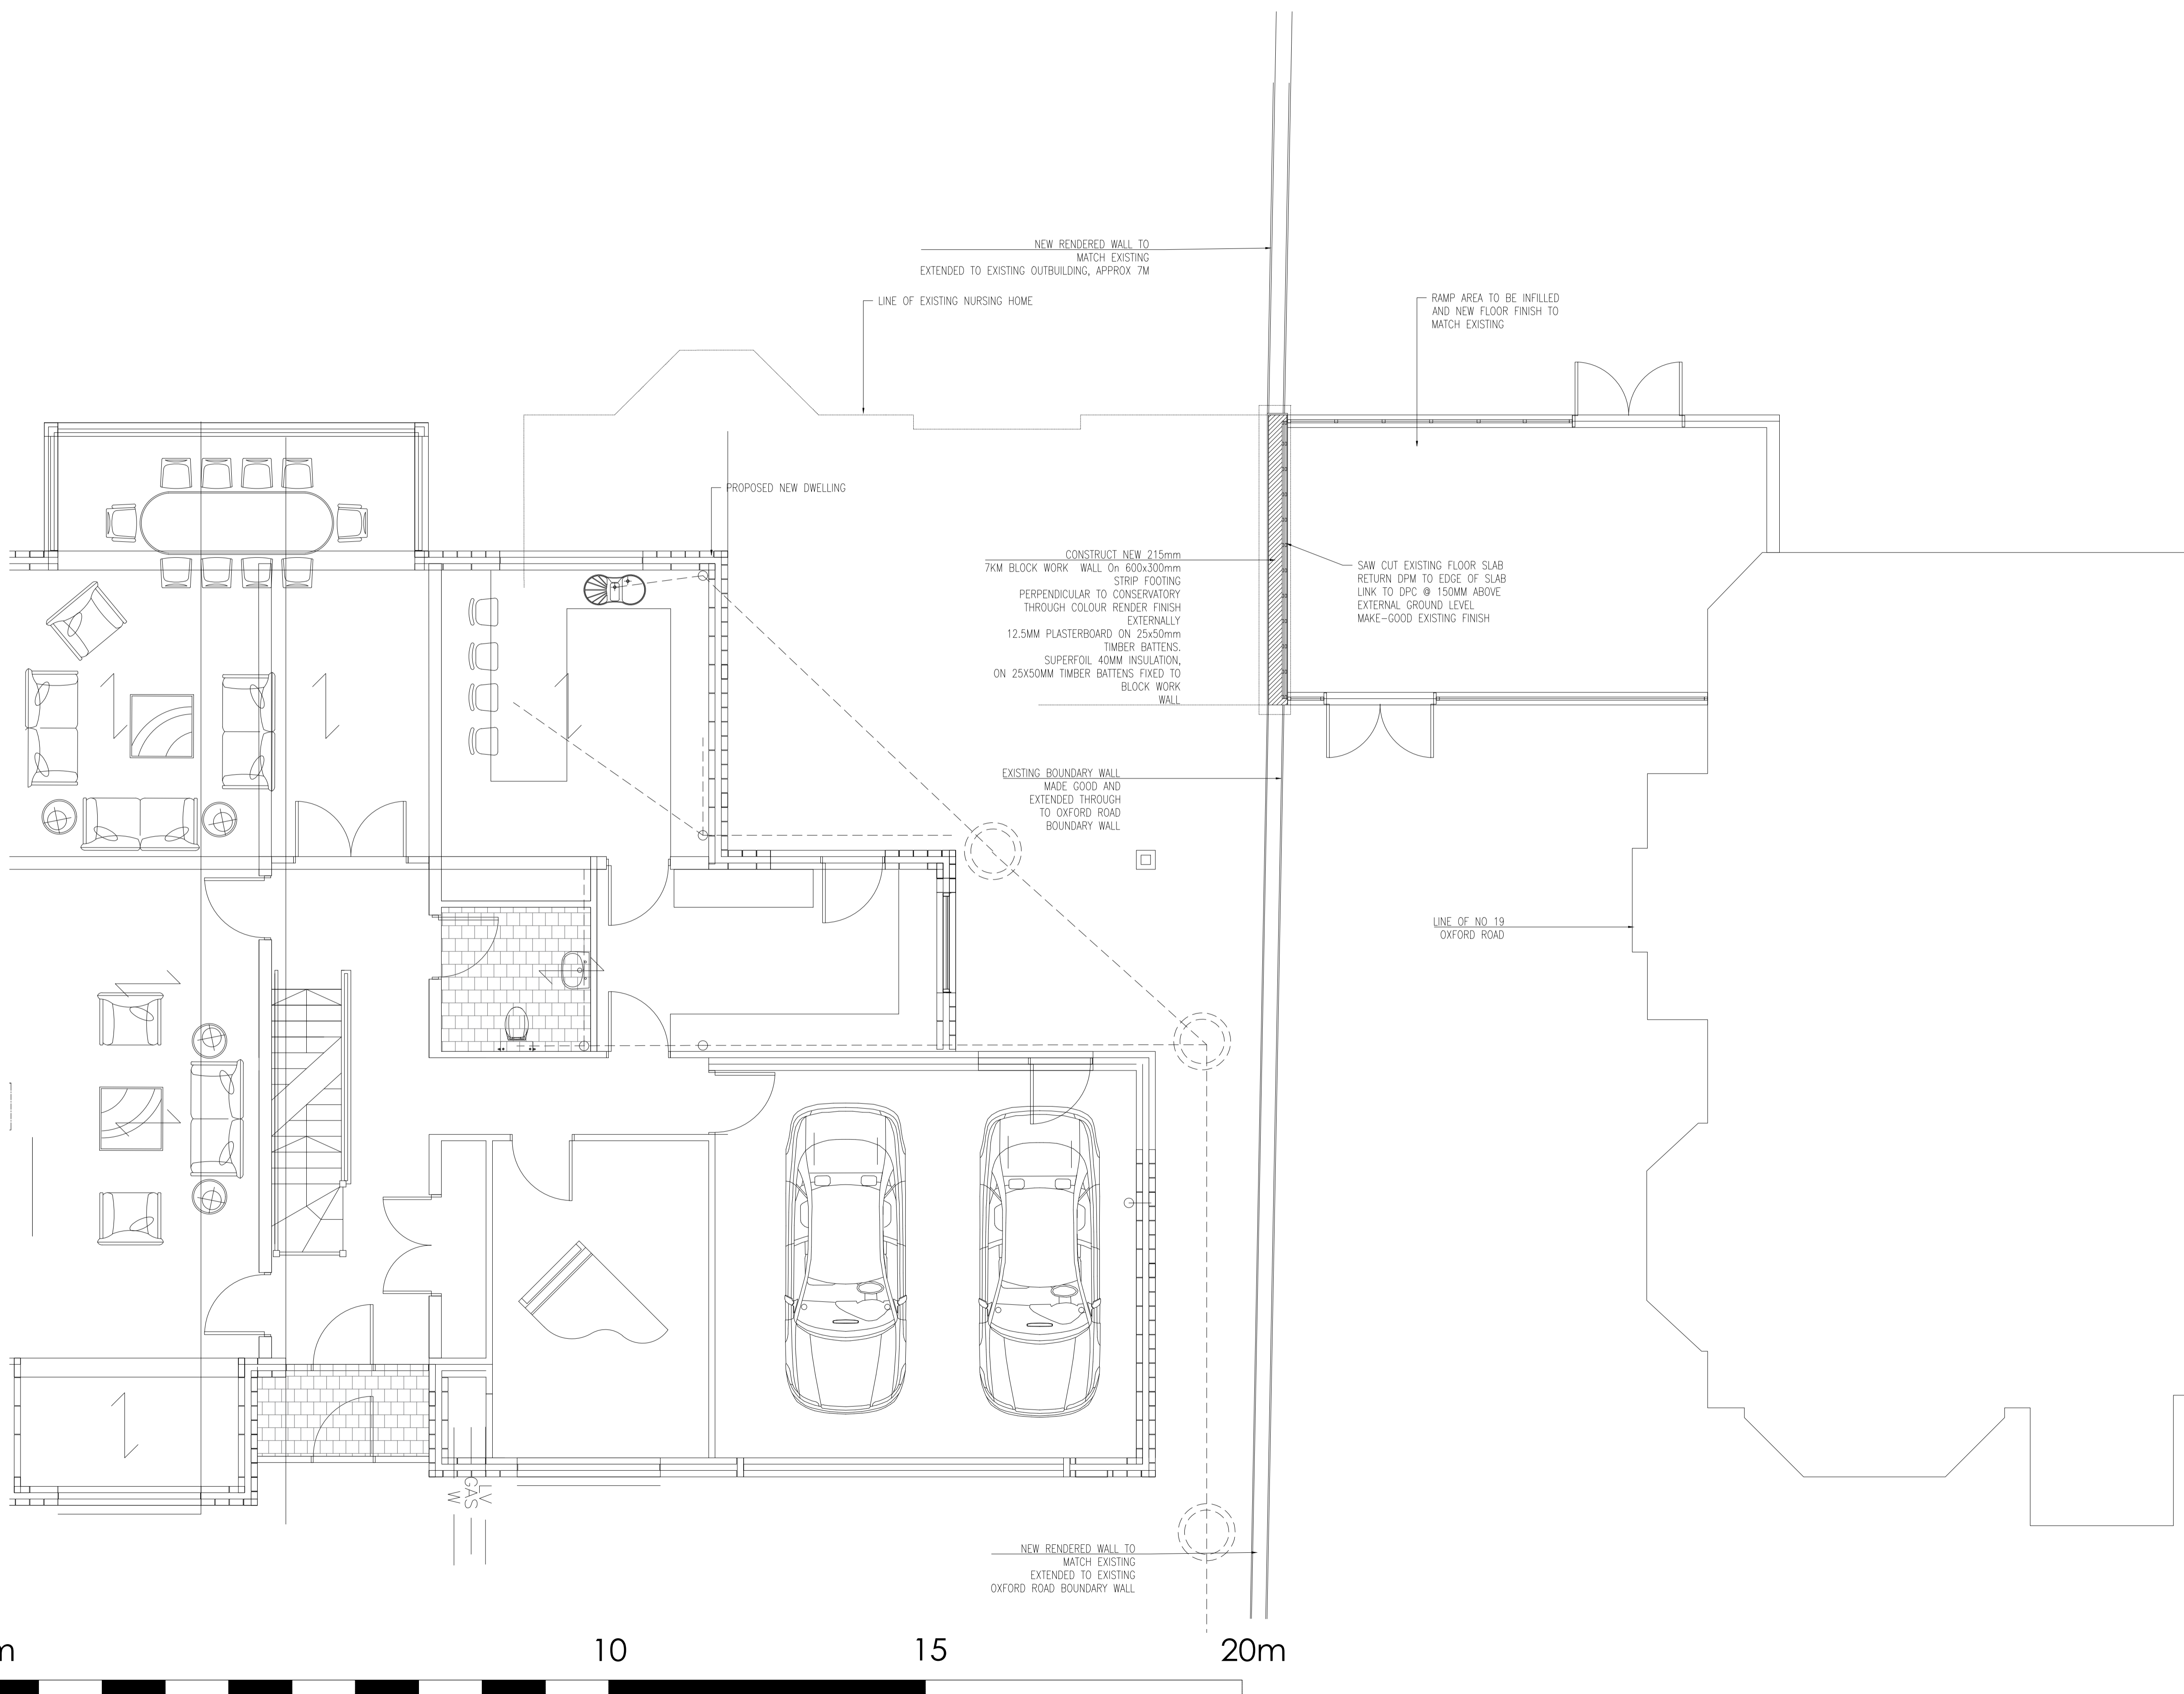 NEW RENDERED WALL TO
MATCH EXISTING
EXTENDED TO EXISTING OUTBUILDING, APPROX 7M
LINE OF EXISTING NURSING HOME
RAMP AREA TO BE INFILLED
AND NEW FLOOR FINISH TO
MATCH EXISTING
PROPOSED NEW DWELLING
CONSTRUCT NEW 215mm
7KM BLOCK WORK WALL On 600x300mm
STRIP FOOTING
PERPENDICULAR TO CONSERVATORY
THROUGH COLOUR RENDER FINISH
EXTERNALLY
12.5MM PLASTERBOARD ON 25x50mm
TIMBER BATTENS.
SUPERFOIL 40MM INSULATION,
ON 25X50MM TIMBER BATTENS FIXED TO
BLOCK WORK
WALL
SAW CUT EXISTING FLOOR SLAB
RETURN DPM TO EDGE OF SLAB
LINK TO DPC @ 150MM ABOVE
EXTERNAL GROUND LEVEL
MAKE-GOOD EXISTING FINISH
EXISTING BOUNDARY WALL
MADE GOOD AND
EXTENDED THROUGH
TO OXFORD ROAD
BOUNDARY WALL
LINE OF NO 19
OXFORD ROAD
LV
GAS
W
NEW RENDERED WALL TO
MATCH EXISTING
EXTENDED TO EXISTING
OXFORD ROAD BOUNDARY WALL
m 10 15 20m